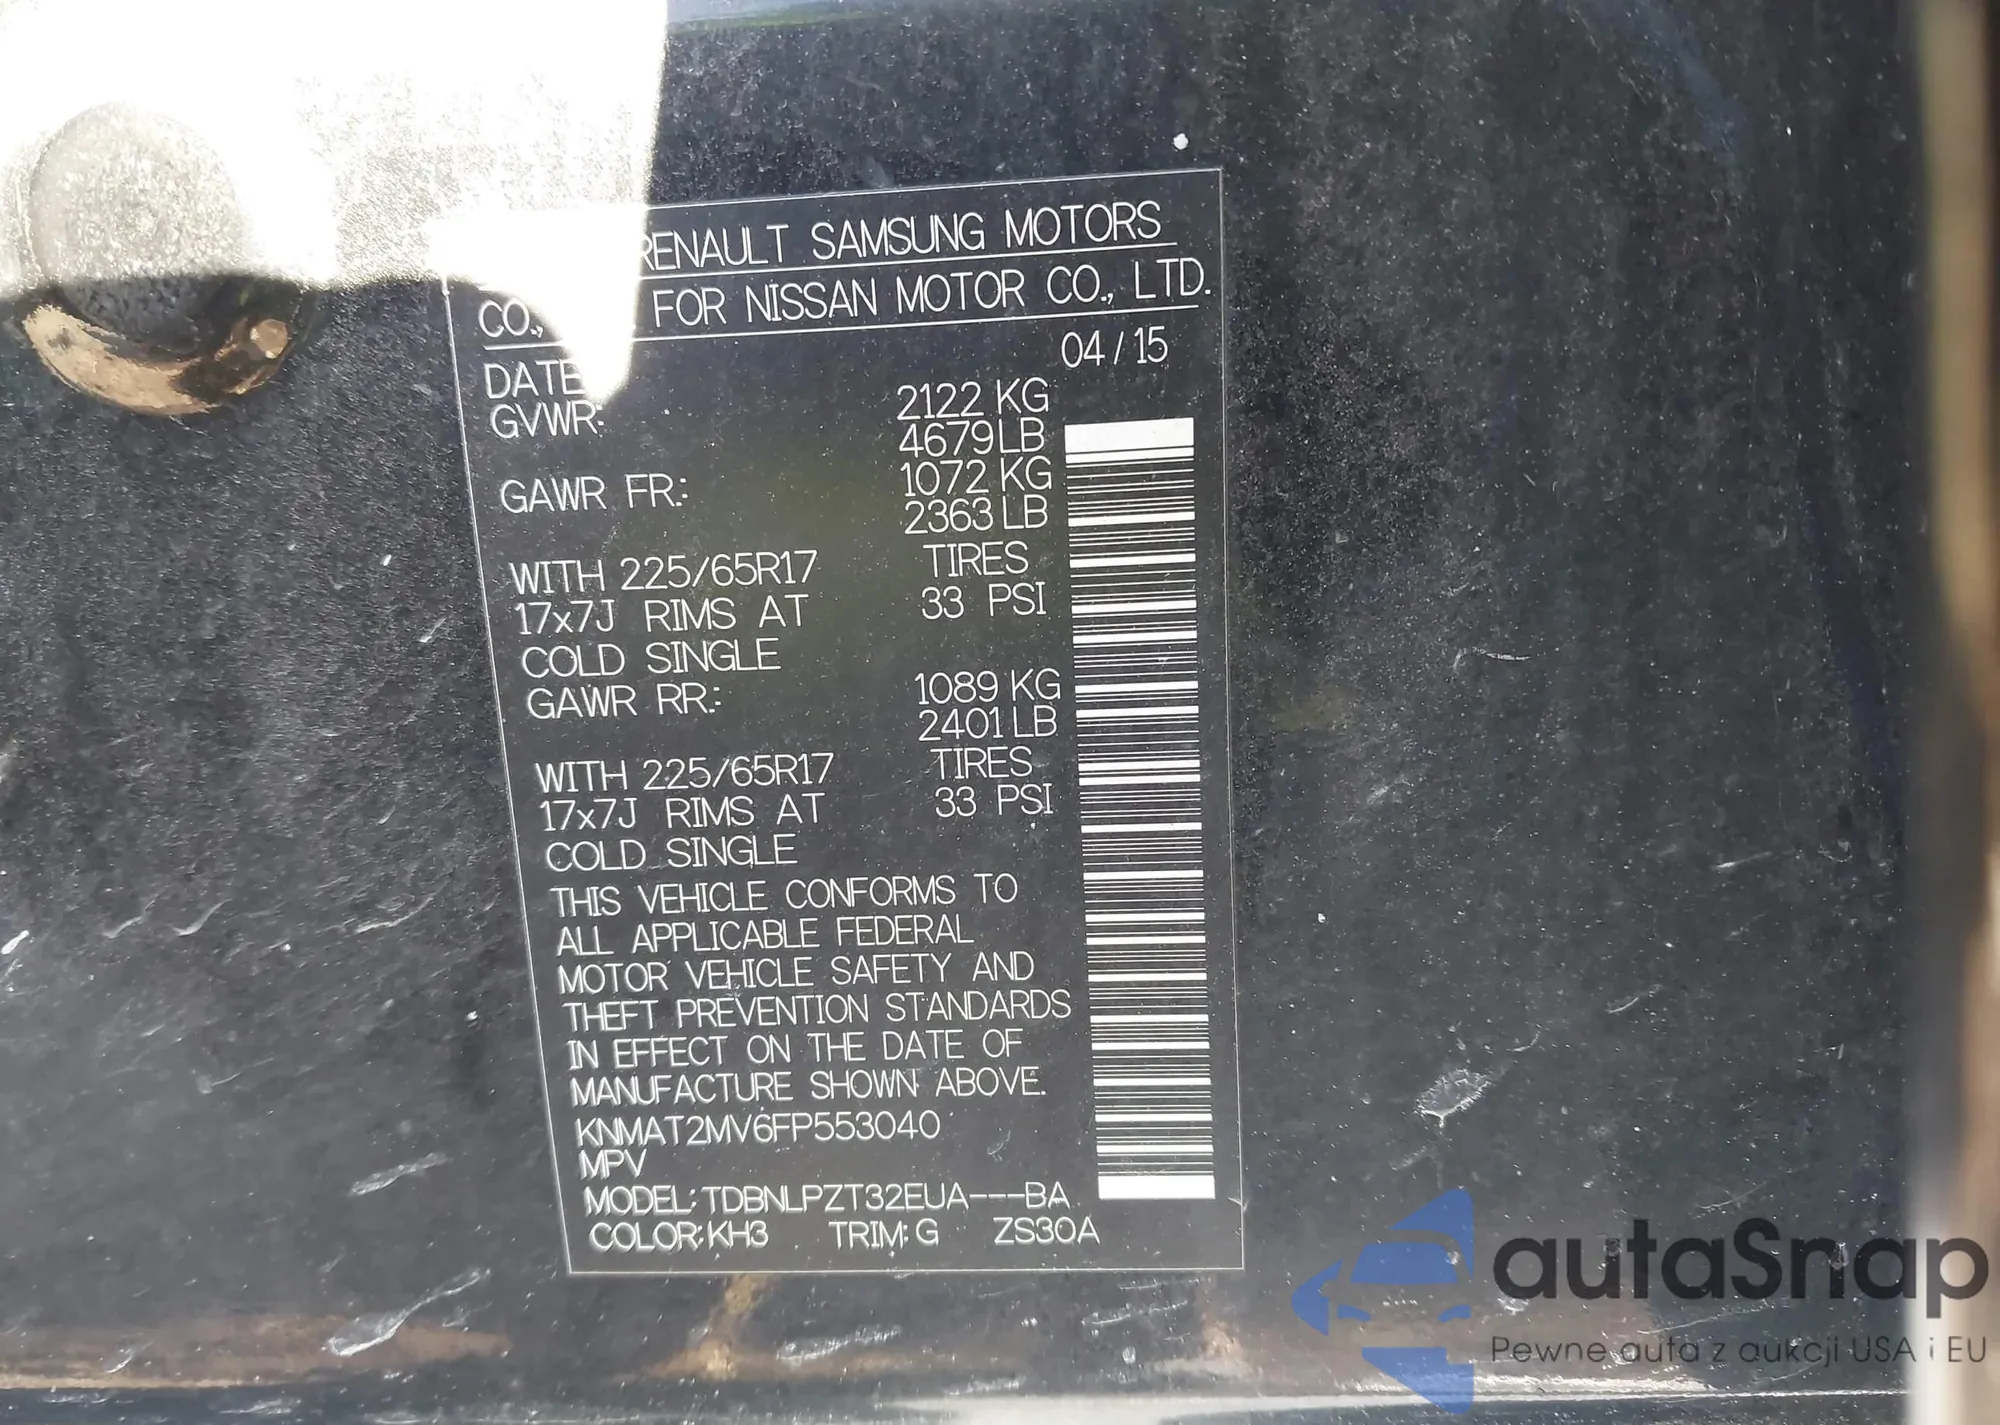 RENAULT SAMSUNG MOTORS
CO., FOR NISSAN MOTOR CO., LTD.
DATE 04/15
GVWR: 2122 KG
4679 LB
GAWR FR.: 1072 KG
2363 LB
WITH 225/65R17 TIRES
17x7J RIMS AT 33 PSI
COLD SINGLE
GAWR RR.: 1089 KG
2401 LB
WITH 225/65R17 TIRES
17x7J RIMS AT 33 PSI
COLD SINGLE
THIS VEHICLE CONFORMS TO
ALL APPLICABLE FEDERAL
MOTOR VEHICLE SAFETY AND
THEFT PREVENTION STANDARDS
IN EFFECT ON THE DATE OF
MANUFACTURE SHOWN ABOVE.
KNMAT2MV6FP553040
MPV
MODEL: TDBNLPZT32EUA---BA
COLOR: KH3 TRIM: G ZS30A
autaSnap
Pewne auta z aukcji USA i EU